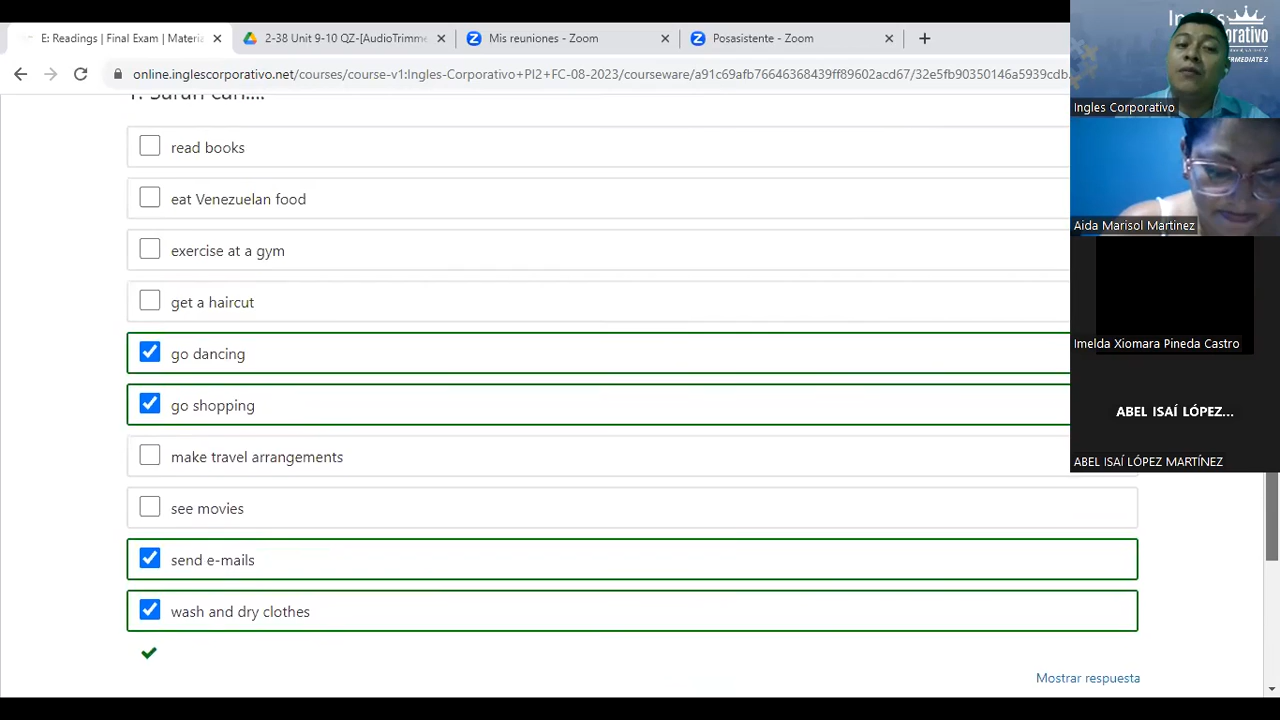 E: Readings | Final Exam | Materia
2-38 Unit 9-10 QZ-[AudioTrimme
Mis reuniones - Zoom
Posasistente - Zoom
online.inglescorporativo.net/courses/course-v1:Ingles-Corporativo+PI2+FC-08-2023/courseware/a91c69afb76646368439ff89602acd67/32e5fb90350146a5939cdb
1. Sarah can....
read books
eat Venezuelan food
exercise at a gym
get a haircut
go dancing
go shopping
make travel arrangements
see movies
send e-mails
wash and dry clothes
Mostrar respuesta
Ingles Corporativo
Aida Marisol Martinez
Imelda Xiomara Pineda Castro
ABEL ISAÍ LÓPEZ...
ABEL ISAÍ LÓPEZ MARTÍNEZ